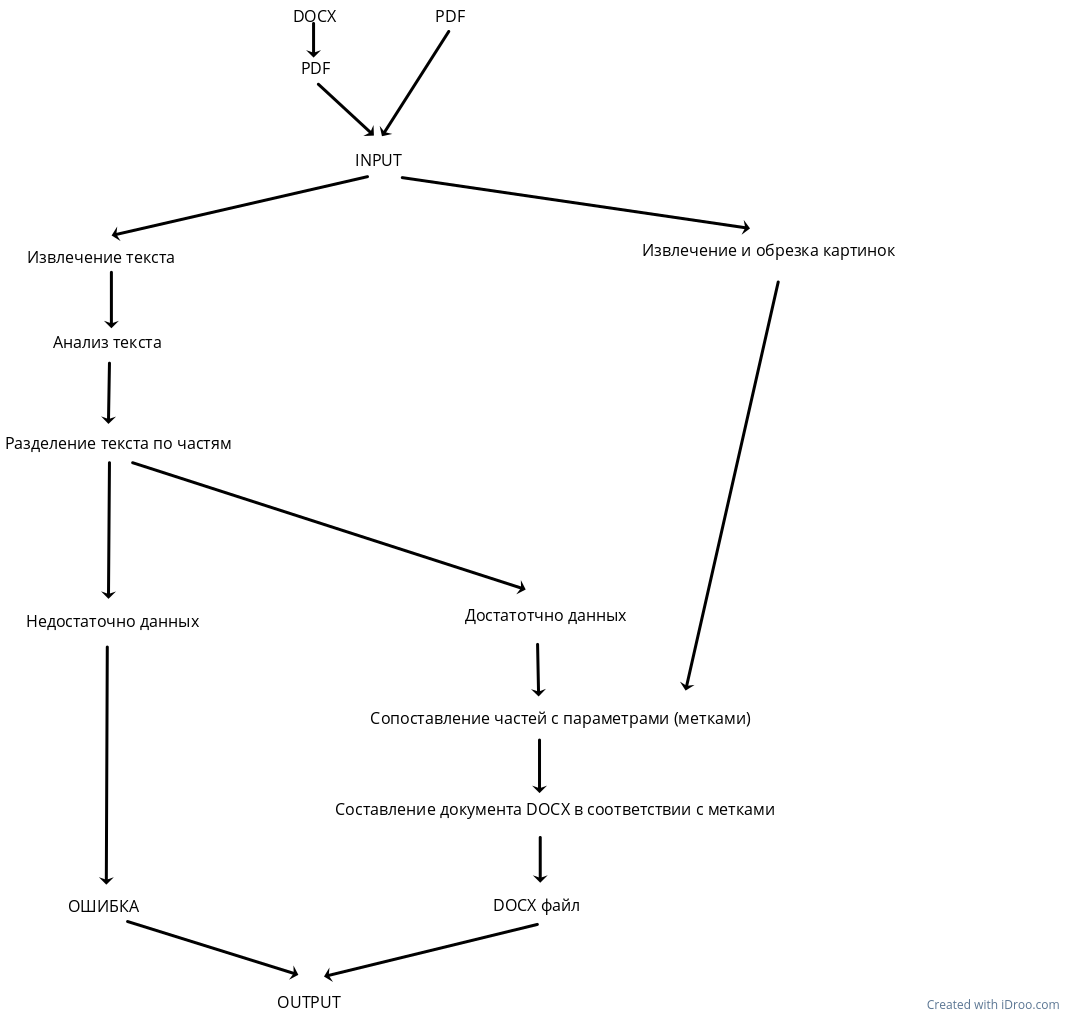 DOCX
PDF
PDF
INPUT
Извлечение текста
Извлечение и обрезка картинок
Анализ текста
Разделение текста по частям
Недостаточно данных
Достатотчно данных
Сопоставление частей с параметрами (метками)
Составление документа DOCX в соответствии с метками
ОШИБКА
DOCX файл
OUTPUT
Created with iDroo.com